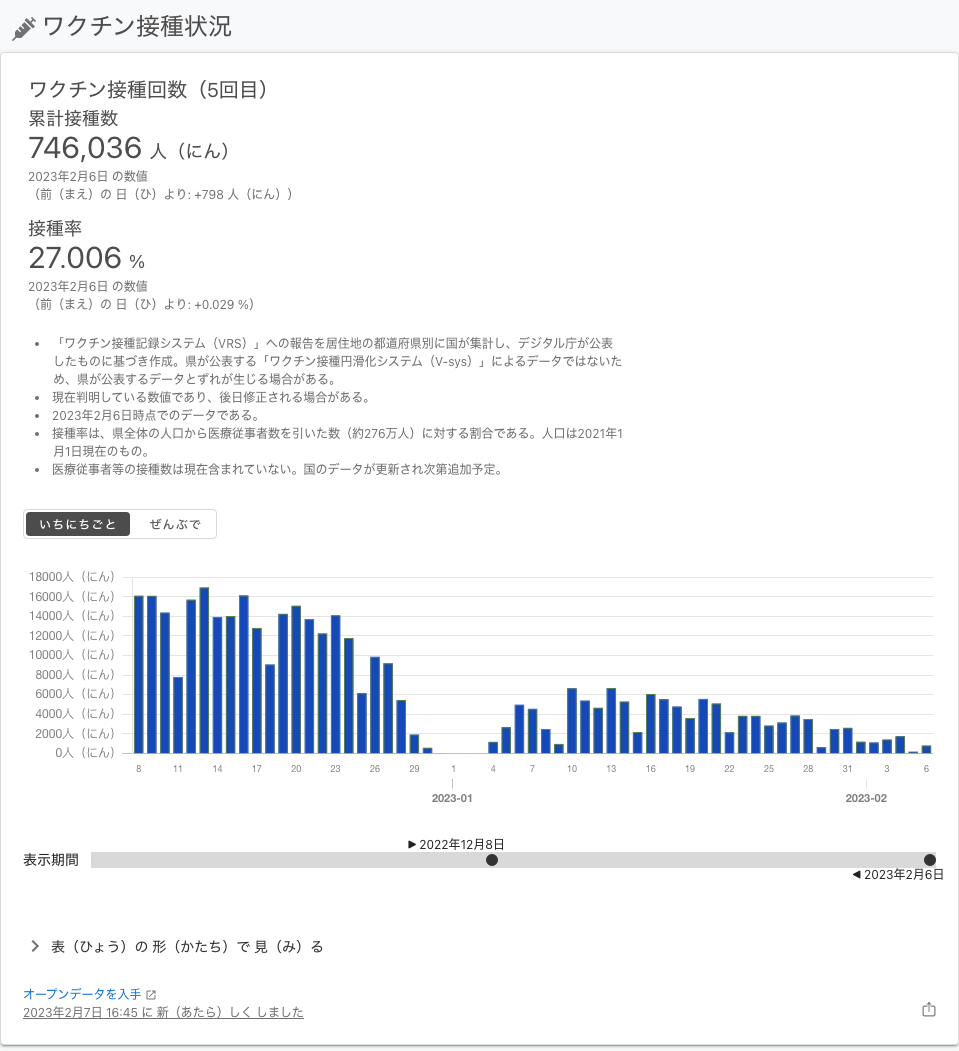 ワクチン接種状況
ワクチン接種回数（5回目）
累計接種数
746,036 人（にん）
2023年2月6日 の数値
（前（まえ）の 日（ひ）より: +798 人（にん））
接種率
27.006 %
2023年2月6日 の数値
（前（まえ）の 日（ひ）より: +0.029 %）
• 「ワクチン接種記録システム（VRS）」への報告を居住地の都道府県別に国が集計し、デジタル庁が公表
したものに基づき作成。県が公表する「ワクチン接種円滑化システム（V-sys）」によるデータではないた
め、県が公表するデータとずれが生じる場合がある。
• 現在判明している数値であり、後日修正される場合がある。
• 2023年2月6日時点でのデータである。
• 接種率は、県全体の人口から医療従事者数を引いた数（約276万人）に対する割合である。人口は2021年1
月1日現在のもの。
• 医療従事者等の接種数は現在含まれていない。国のデータが更新され次第追加予定。
いちにちごと ぜんぶで
18000人（にん）
16000人（にん）
14000人（にん）
12000人（にん）
10000人（にん）
8000人（にん）
6000人（にん）
4000人（にん）
2000人（にん）
0人（にん）
8 11 14 17 20 23 26 29 1 4 7 10 13 16 19 22 25 28 31 3 6
2023-01 2023-02
2022年12月8日
表示期間
2023年2月6日
表（ひょう）の 形（かたち）で 見（み）る
オープンデータを入手
2023年2月7日 16:45 に 新（あたら）しく しました